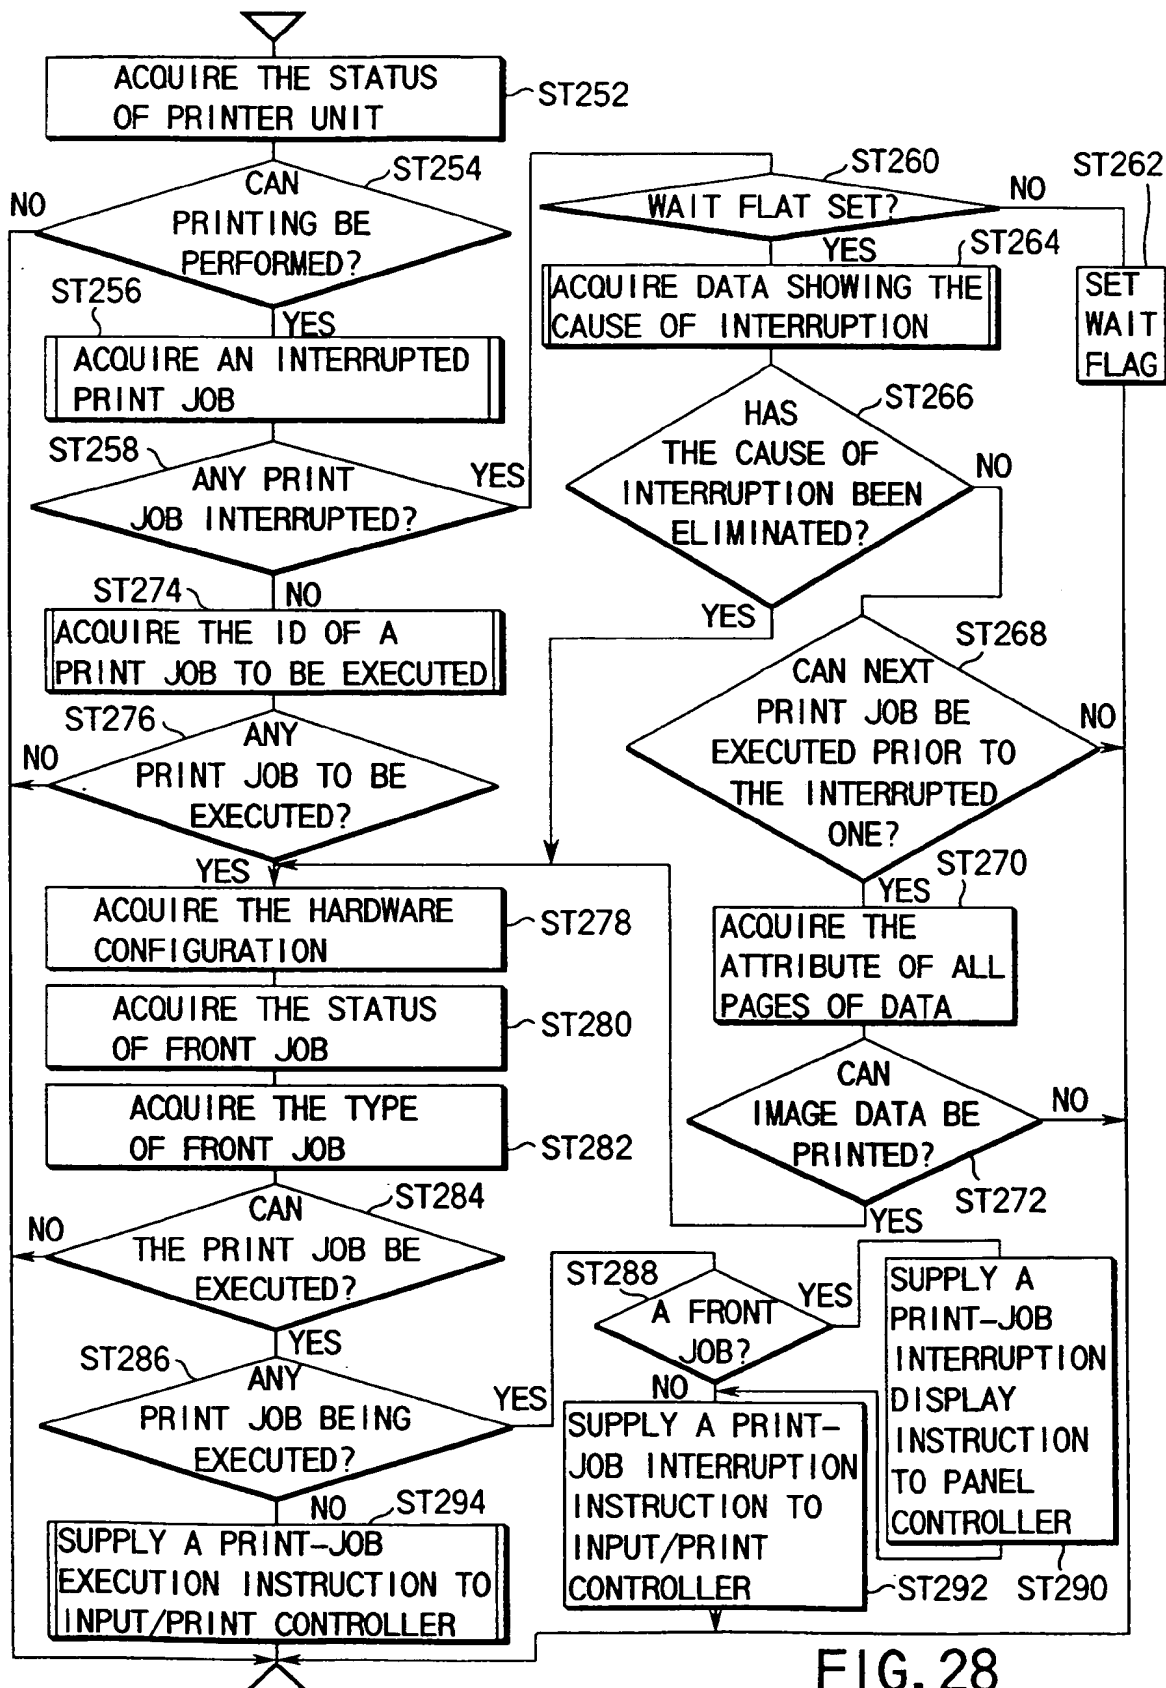 ACQUIRE THE STATUS
OF PRINTER UNIT
ST252
ST254
CAN
PRINTING BE
PERFORMED?
NO
YES
ST256
ACQUIRE AN INTERRUPTED
PRINT JOB
ST258
ANY PRINT
JOB INTERRUPTED?
YES
NO
ST274
ACQUIRE THE ID OF A
PRINT JOB TO BE EXECUTED
ST276
ANY
PRINT JOB TO BE
EXECUTED?
NO
YES
ACQUIRE THE HARDWARE
CONFIGURATION
ST278
ACQUIRE THE STATUS
OF FRONT JOB
ST280
ACQUIRE THE TYPE
OF FRONT JOB
ST282
ST284
CAN
THE PRINT JOB BE
EXECUTED?
NO
YES
ST286
ANY
PRINT JOB BEING
EXECUTED?
YES
NO
ST294
SUPPLY A PRINT-JOB
EXECUTION INSTRUCTION TO
INPUT/PRINT CONTROLLER
ST260
WAIT FLAT SET?
NO
YES
ST262
SET
WAIT
FLAG
ST264
ACQUIRE DATA SHOWING THE
CAUSE OF INTERRUPTION
ST266
HAS
THE CAUSE OF
INTERRUPTION BEEN
ELIMINATED?
NO
YES
ST268
CAN NEXT
PRINT JOB BE
EXECUTED PRIOR TO
THE INTERRUPTED
ONE?
NO
YES
ST270
ACQUIRE THE
ATTRIBUTE OF ALL
PAGES OF DATA
CAN
IMAGE DATA BE
PRINTED?
NO
ST272
YES
ST288
A FRONT
JOB?
YES
NO
SUPPLY A
PRINT-JOB
INTERRUPTION
DISPLAY
INSTRUCTION
TO PANEL
CONTROLLER
ST290
SUPPLY A PRINT-
JOB INTERRUPTION
INSTRUCTION TO
INPUT/PRINT
CONTROLLER
ST292
FIG. 28